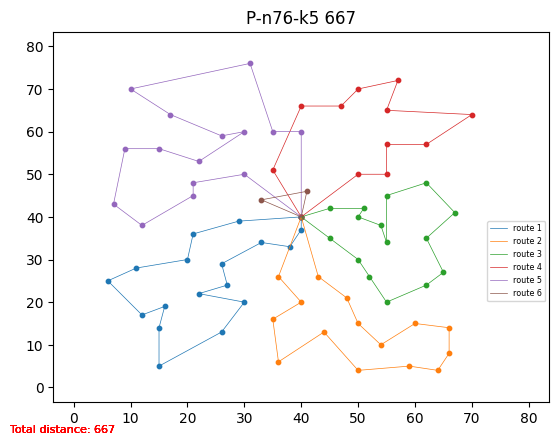 P-n76-k5 667
80
70
60
50
40
30
20
10
0
route 1
route 2
route 3
route 4
route 5
route 6
0 10 20 30 40 50 60 70 80
Total distance: 667